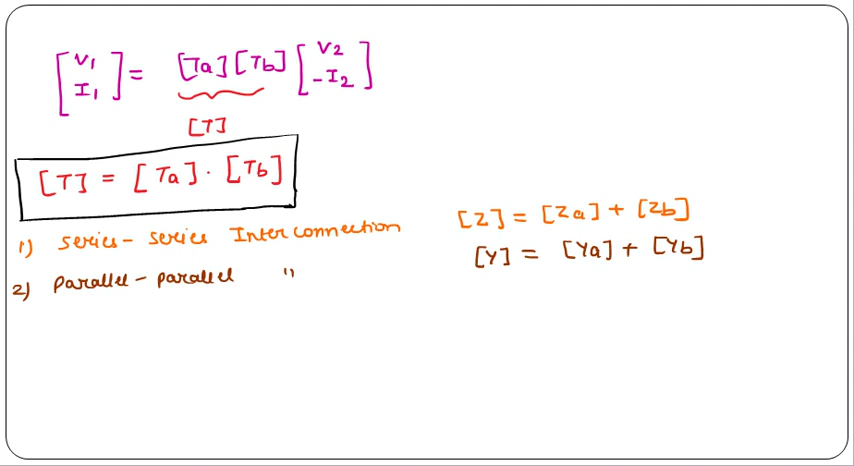 [V1 I1] = [Ta][Tb] [V2 -I2]
[T]
[T] = [Ta] . [Tb]
1) series - series Interconnection [Z] = [Za] + [Zb]
2) parallel - parallel " [Y] = [Ya] + [Yb]